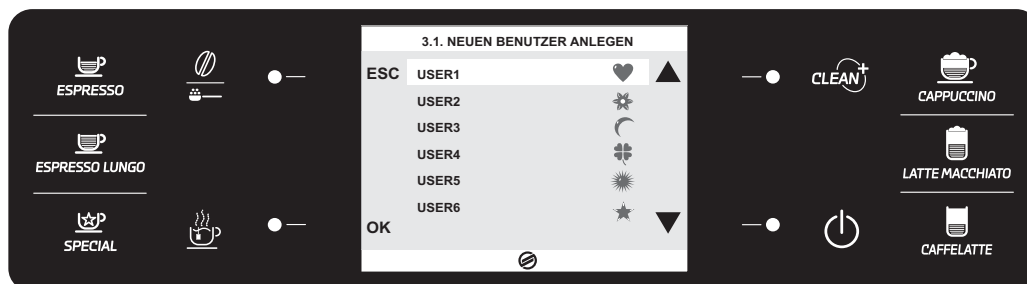 ESPRESSO
ESPRESSO LUNGO
SPECIAL
3.1. NEUEN BENUTZER ANLEGEN
ESC
USER1
USER2
USER3
USER4
USER5
USER6
OK
CLEAN+
CAPPUCCINO
LATTE MACCHIATO
CAFFELATTE